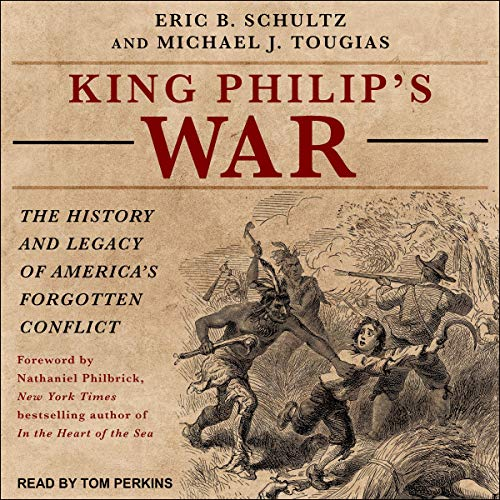 ERIC B. SCHULTZ
AND MICHAEL J. TOUGIAS
KING PHILIP'S
WAR
THE HISTORY
AND LEGACY
OF AMERICA'S
FORGOTTEN
CONFLICT
Foreword by
Nathaniel Philbrick,
New York Times
bestselling author of
In the Heart of the Sea
READ BY TOM PERKINS